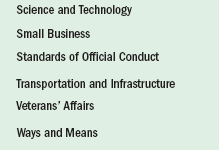 Science and Technology
Small Business
Standards of Official Conduct
Transportation and Infrastructure
Veterans’ Affairs
Ways and Means